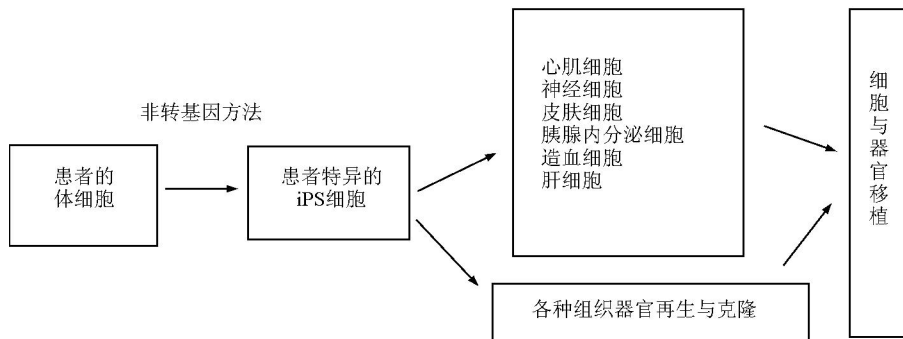 非转基因方法
患者的
体细胞
患者特异的
iPS细胞
心肌细胞
神经细胞
皮肤细胞
胰腺内分泌细胞
造血细胞
肝细胞
各种组织器官再生与克隆
细胞与器官移植